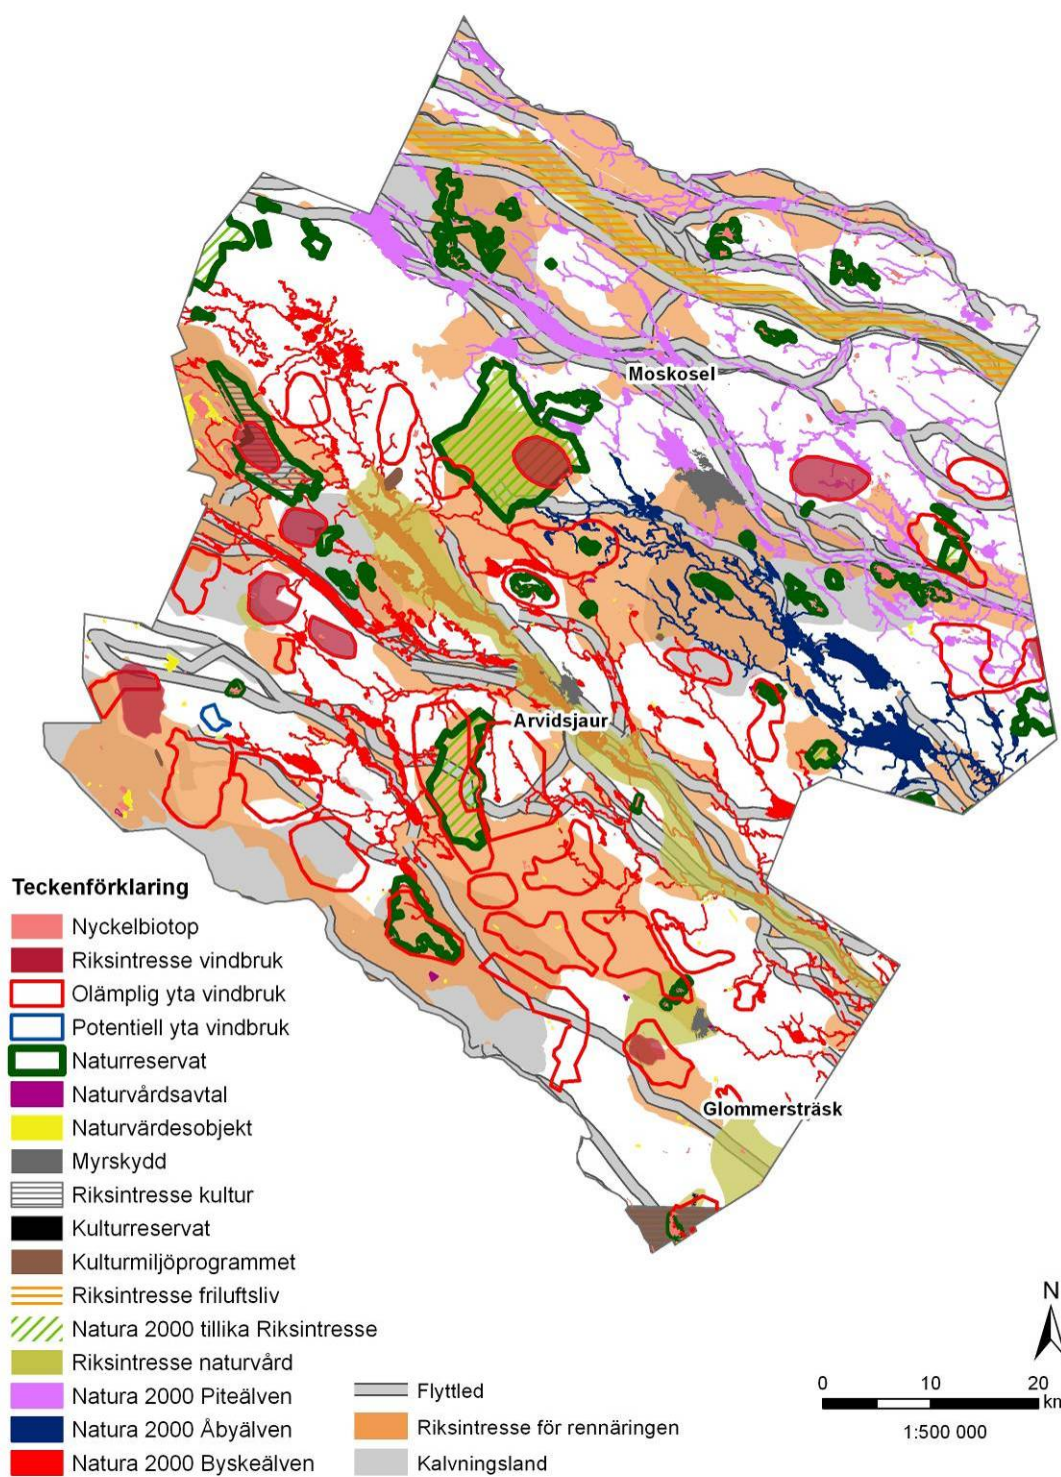 Moskosel
Arvidsjaur
Glommersträsk
Teckenförklaring
Nyckelbiotop
Riksintresse vindbruk
Olämplig yta vindbruk
Potentiell yta vindbruk
Naturreservat
Naturvårdsavtal
Naturvärdesobjekt
Myrskydd
Riksintresse kultur
Kulturreservat
Kulturmiljöprogrammet
Riksintresse friluftsliv
Natura 2000 tillika Riksintresse
Riksintresse naturvård
Natura 2000 Piteälven
Natura 2000 Åbyälven
Natura 2000 Byskeälven
Flyttled
Riksintresse för rennäringen
Kalvningsland
N
0 10 20
km
1:500 000